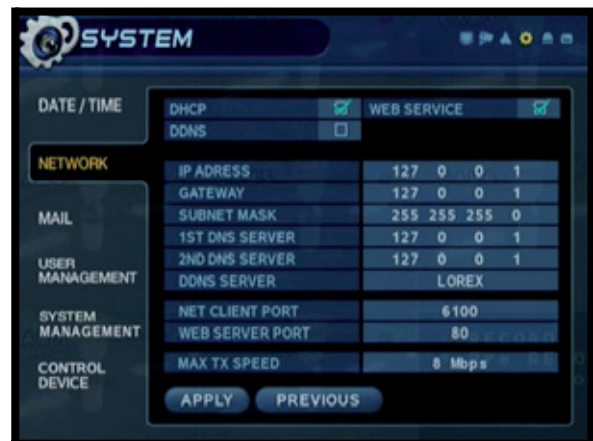 SYSTEM
DATE / TIME
NETWORK
MAIL
USER
MANAGEMENT
SYSTEM
MANAGEMENT
CONTROL
DEVICE
DHCP
WEB SERVICE
DDNS
IP ADRESS 127 0 0 1
GATEWAY 127 0 0 1
SUBNET MASK 255 255 255 0
1ST DNS SERVER 127 0 0 1
2ND DNS SERVER 127 0 0 1
DDNS SERVER LOREX
NET CLIENT PORT 6100
WEB SERVER PORT 80
MAX TX SPEED 8 Mbps
APPLY PREVIOUS